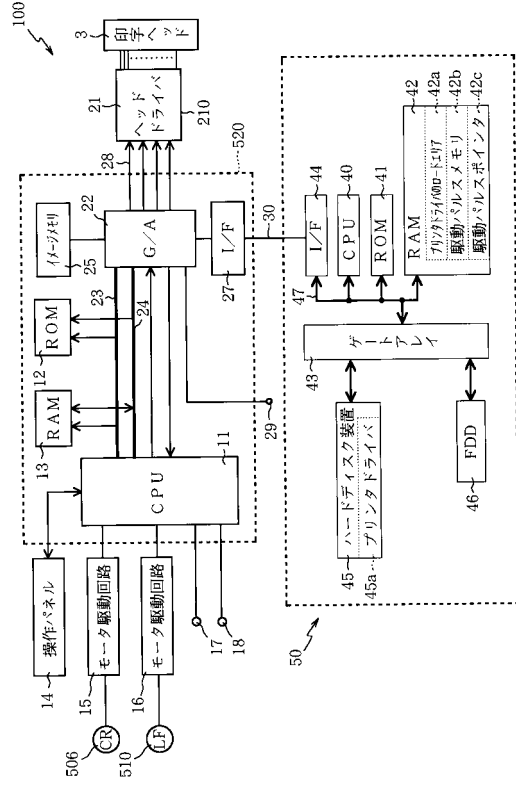 100
3
印字ヘッド
21
ヘッド
ドライバ
210
28
520
22
G/A
イメージメモリ
25
23
24
I/F
27
30
ROM
12
RAM
13
29
11
CPU
操作パネル
14
モータ駆動回路
15
モータ駆動回路
16
17
18
CR
506
LF
510
50
I/F
44
CPU
40
ROM
41
RAM
42
プリンタドライバのロードエリア
42a
駆動パルスメモリ
42b
駆動パルスポインタ
42c
47
ゲートアレイ
43
45
ハードディスク装置
45a
プリンタドライバ
FDD
46